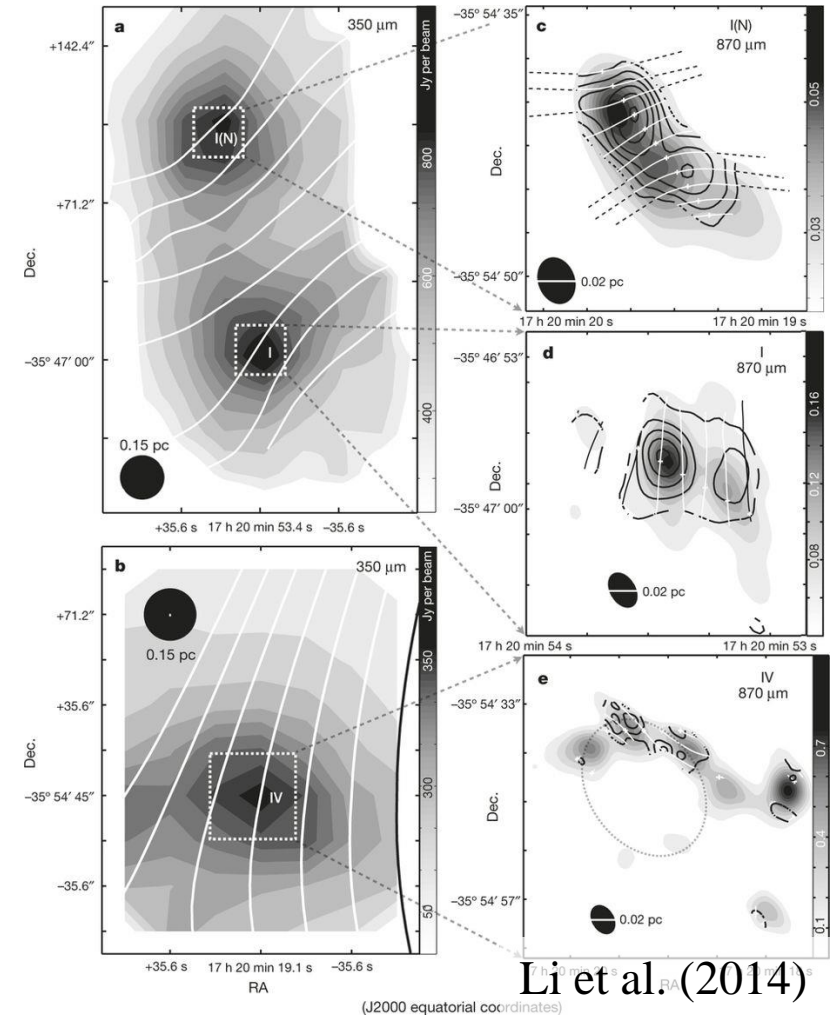 a
350 µm
Jy per beam
+142.4″
I(N)
800
+71.2″
Dec.
600
I
−35° 47′ 00″
400
0.15 pc
+35.6 s 17 h 20 min 53.4 s −35.6 s
b
350 µm
Jy per beam
+71.2″
0.15 pc
350
+35.6″
Dec.
−35° 54′ 45″
IV
300
−35.6″
50
+35.6 s 17 h 20 min 19.1 s −35.6 s
RA
(J2000 equatorial coordinates)
−35° 54′ 35″
c
I(N)
870 µm
0.05
Dec.
0.03
−35° 54′ 50″
0.02 pc
17 h 20 min 20 s 17 h 20 min 19 s
−35° 46′ 53″
d
I
870 µm
0.16
Dec.
0.12
−35° 47′ 00″
0.08
0.02 pc
17 h 20 min 54 s 17 h 20 min 53 s
e
IV
870 µm
−35° 54′ 33″
0.7
Dec.
0.4
−35° 54′ 57″
0.02 pc
0.1
RA
Li et al. (2014)